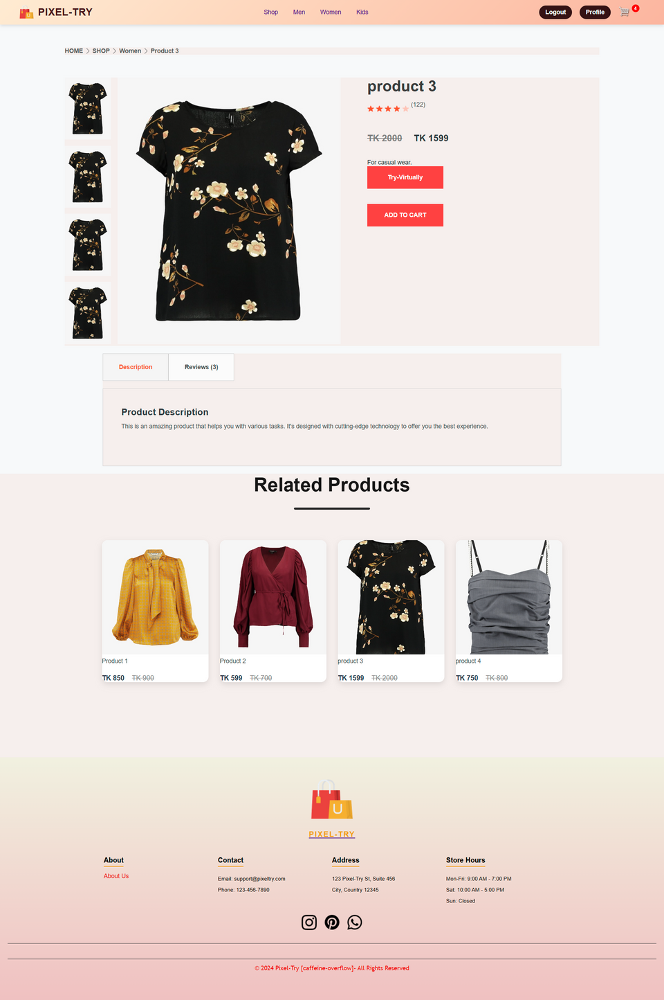 PIXEL-TRY
Shop Men Women Kids
Logout Profile 4
HOME SHOP Women Product 3
product 3
(122)
TK 2000 TK 1599
For casual wear.
Try-Virtually
ADD TO CART
Description Reviews (3)
Product Description
This is an amazing product that helps you with various tasks. It's designed with cutting-edge technology to offer you the best experience.
Related Products
Product 1
TK 850 TK 900
Product 2
TK 599 TK 700
product 3
TK 1599 TK 2000
product 4
TK 750 TK 800
U
PIXEL-TRY
About
About Us
Contact
Email: support@pixeltry.com
Phone: 123-456-7890
Address
123 Pixel-Try St, Suite 456
City, Country 12345
Store Hours
Mon-Fri: 9:00 AM - 7:00 PM
Sat: 10:00 AM - 5:00 PM
Sun: Closed
© 2024 Pixel-Try [caffeine-overflow]- All Rights Reserved